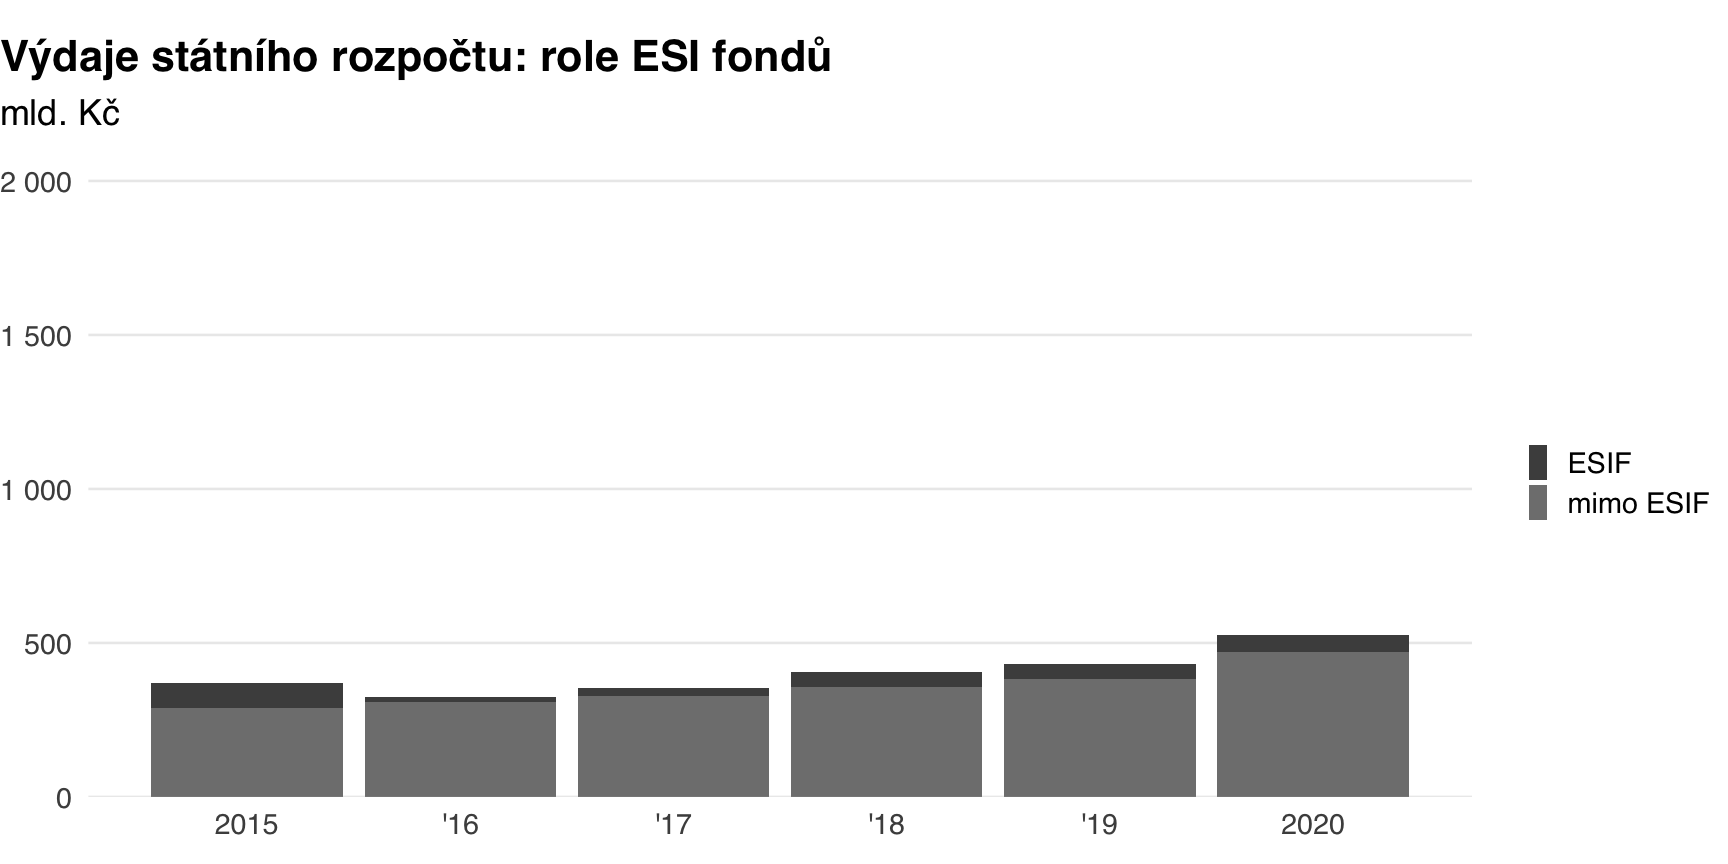 Výdaje státního rozpočtu: role ESI fondů
mld. Kč
2 000
1 500
1 000
500
0
2015 '16 '17 '18 '19 2020
ESIF
mimo ESIF